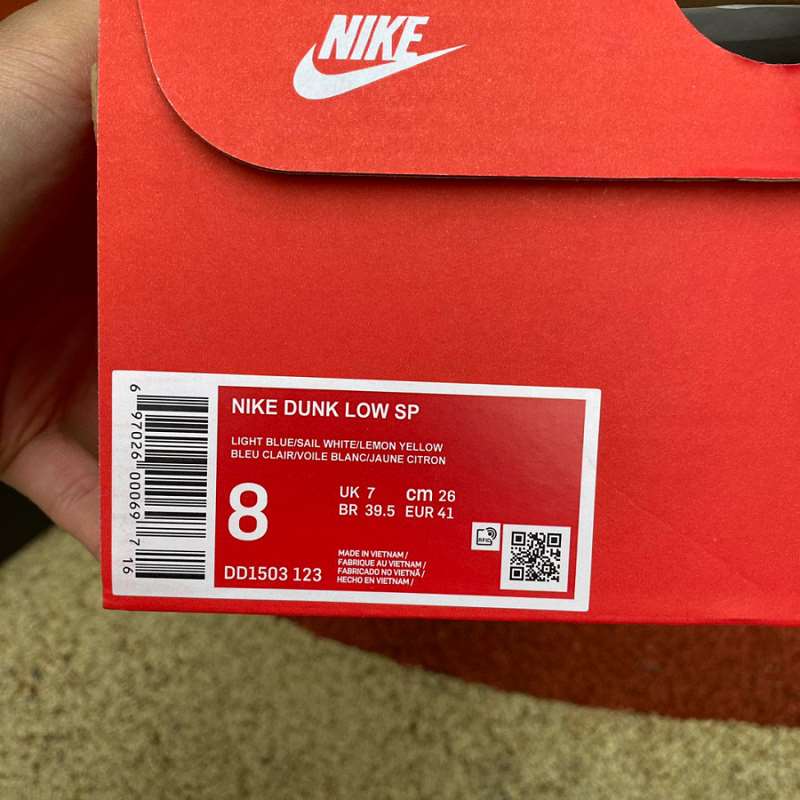 NIKE
NIKE DUNK LOW SP
LIGHT BLUE/SAIL WHITE/LEMON YELLOW
BLEU CLAIR/VOILE BLANC/JAUNE CITRON
8
UK 7 cm 26
BR 39.5 EUR 41
RFID
MADE IN VIETNAM /
FABRIQUE AU VIETNAM /
FABRICADO NO VIETNÃ /
HECHO EN VIETNAM /
DD1503 123
6 97026 00069 7 16